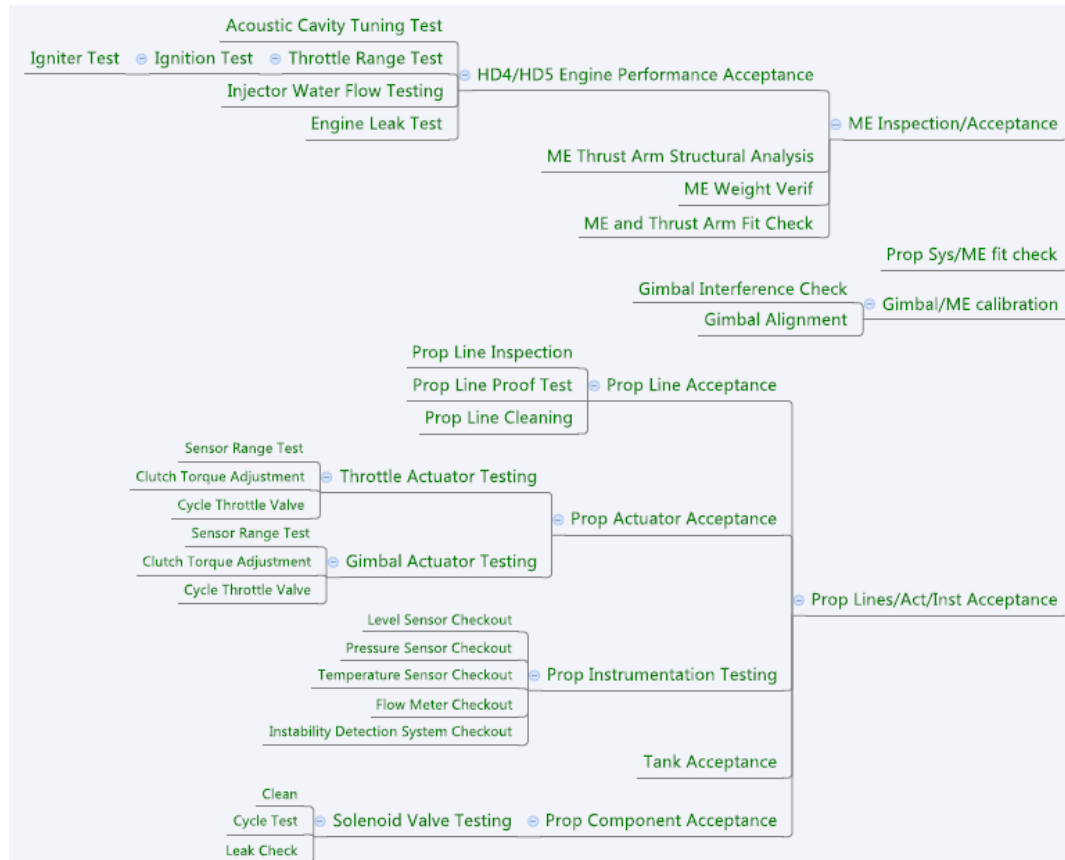 Acoustic Cavity Tuning Test
Igniter Test
Ignition Test
Throttle Range Test
HD4/HD5 Engine Performance Acceptance
Injector Water Flow Testing
Engine Leak Test
ME Inspection/Acceptance
ME Thrust Arm Structural Analysis
ME Weight Verif
ME and Thrust Arm Fit Check
Prop Sys/ME fit check
Gimbal Interference Check
Gimbal/ME calibration
Gimbal Alignment
Prop Line Inspection
Prop Line Proof Test
Prop Line Acceptance
Prop Line Cleaning
Sensor Range Test
Clutch Torque Adjustment
Throttle Actuator Testing
Cycle Throttle Valve
Prop Actuator Acceptance
Sensor Range Test
Clutch Torque Adjustment
Gimbal Actuator Testing
Cycle Throttle Valve
Prop Lines/Act/Inst Acceptance
Level Sensor Checkout
Pressure Sensor Checkout
Temperature Sensor Checkout
Prop Instrumentation Testing
Flow Meter Checkout
Instability Detection System Checkout
Tank Acceptance
Clean
Cycle Test
Solenoid Valve Testing
Prop Component Acceptance
Leak Check